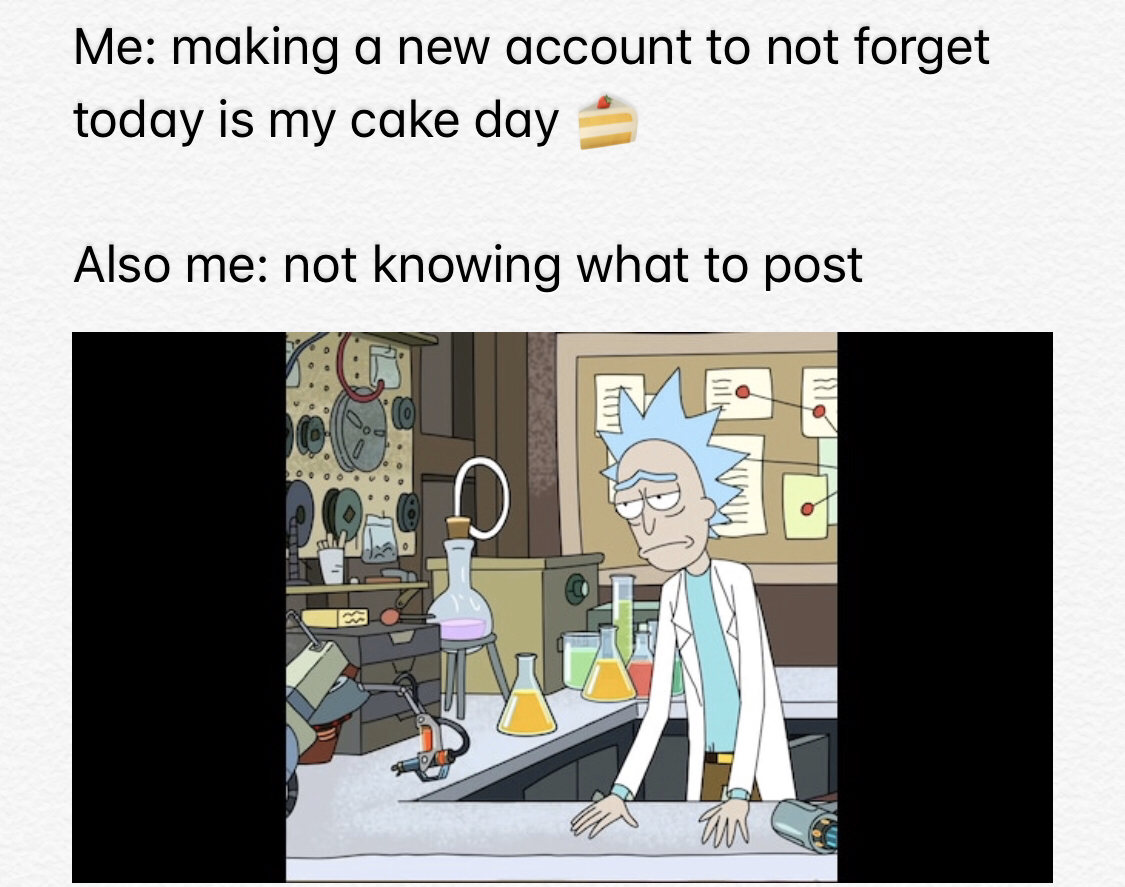 Me: making a new account to not forget
today is my cake day 🍰
Also me: not knowing what to post